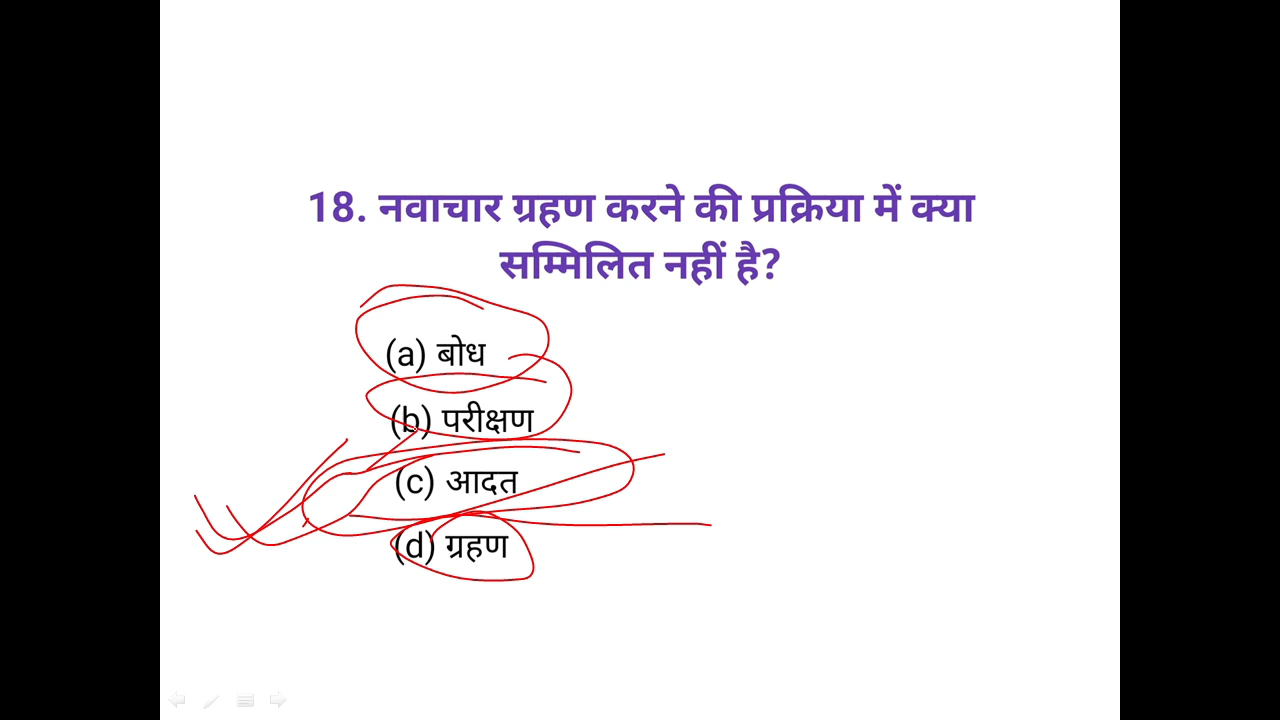 18. नवाचार ग्रहण करने की प्रक्रिया में क्या
सम्मिलित नहीं है?
(a) बोध
(b) परीक्षण
(c) आदत
(d) ग्रहण